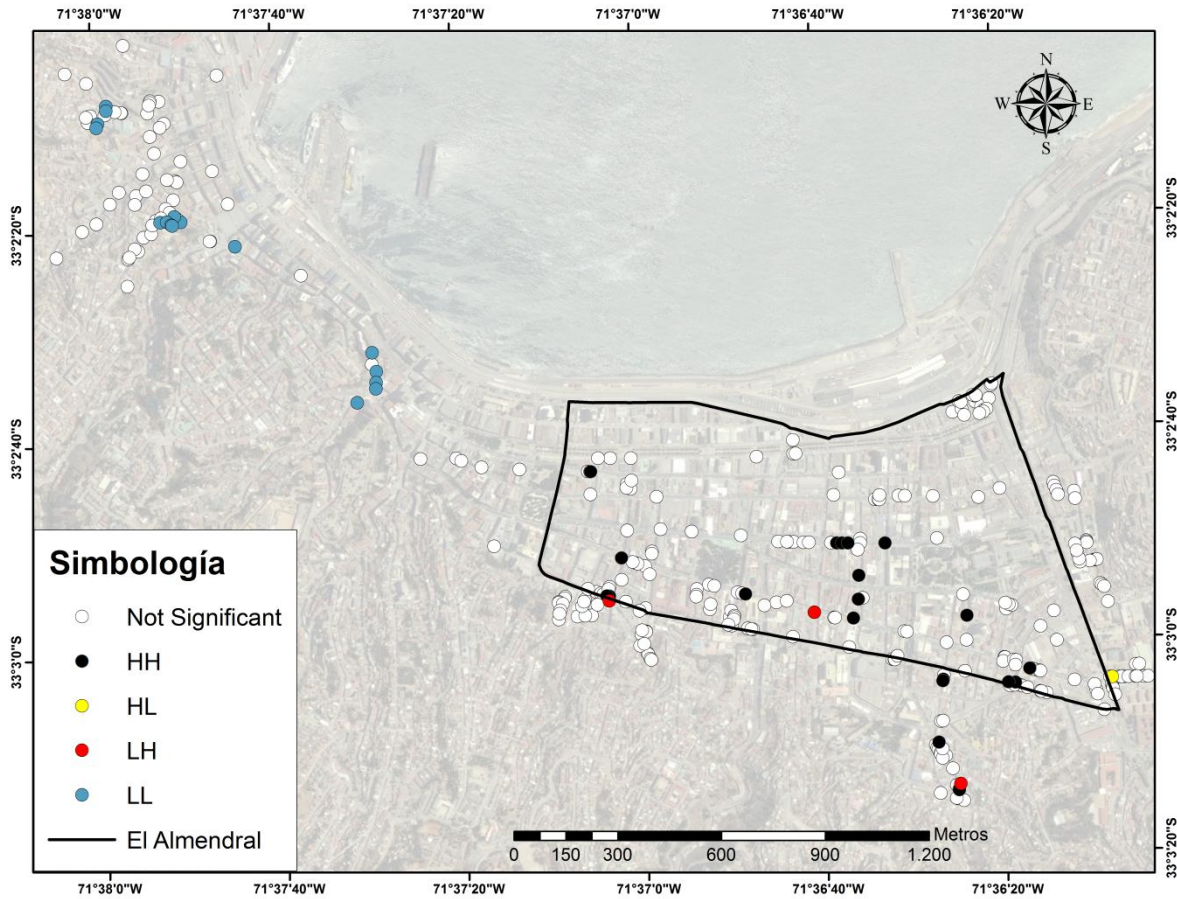 71°38'0"W 71°37'40"W 71°37'20"W 71°37'0"W 71°36'40"W 71°36'20"W
N
W E
S
33°2'20"S 33°2'20"S
33°2'40"S 33°2'40"S
33°3'0"S 33°3'0"S
33°3'20"S
Simbología
Not Significant
HH
HL
LH
LL
El Almendral
Metros
0 150 300 600 900 1.200
71°38'0"W 71°37'40"W 71°37'20"W 71°37'0"W 71°36'40"W 71°36'20"W